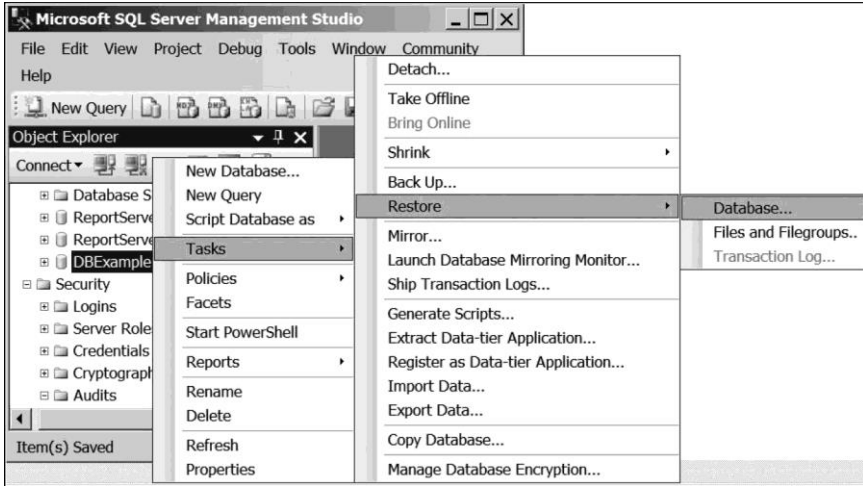 Microsoft SQL Server Management Studio
File Edit View Project Debug Tools Window Community
Help
New Query
Object Explorer
Connect
Database S
ReportServe
ReportServe
DBExample
Security
Logins
Server Role
Credentials
Cryptograph
Audits
Item(s) Saved
New Database...
New Query
Script Database as
Tasks
Policies
Facets
Start PowerShell
Reports
Rename
Delete
Refresh
Properties
Detach...
Take Offline
Bring Online
Shrink
Back Up...
Restore
Mirror...
Launch Database Mirroring Monitor...
Ship Transaction Logs...
Generate Scripts...
Extract Data-tier Application...
Register as Data-tier Application...
Import Data...
Export Data...
Copy Database...
Manage Database Encryption...
Database...
Files and Filegroups..
Transaction Log...